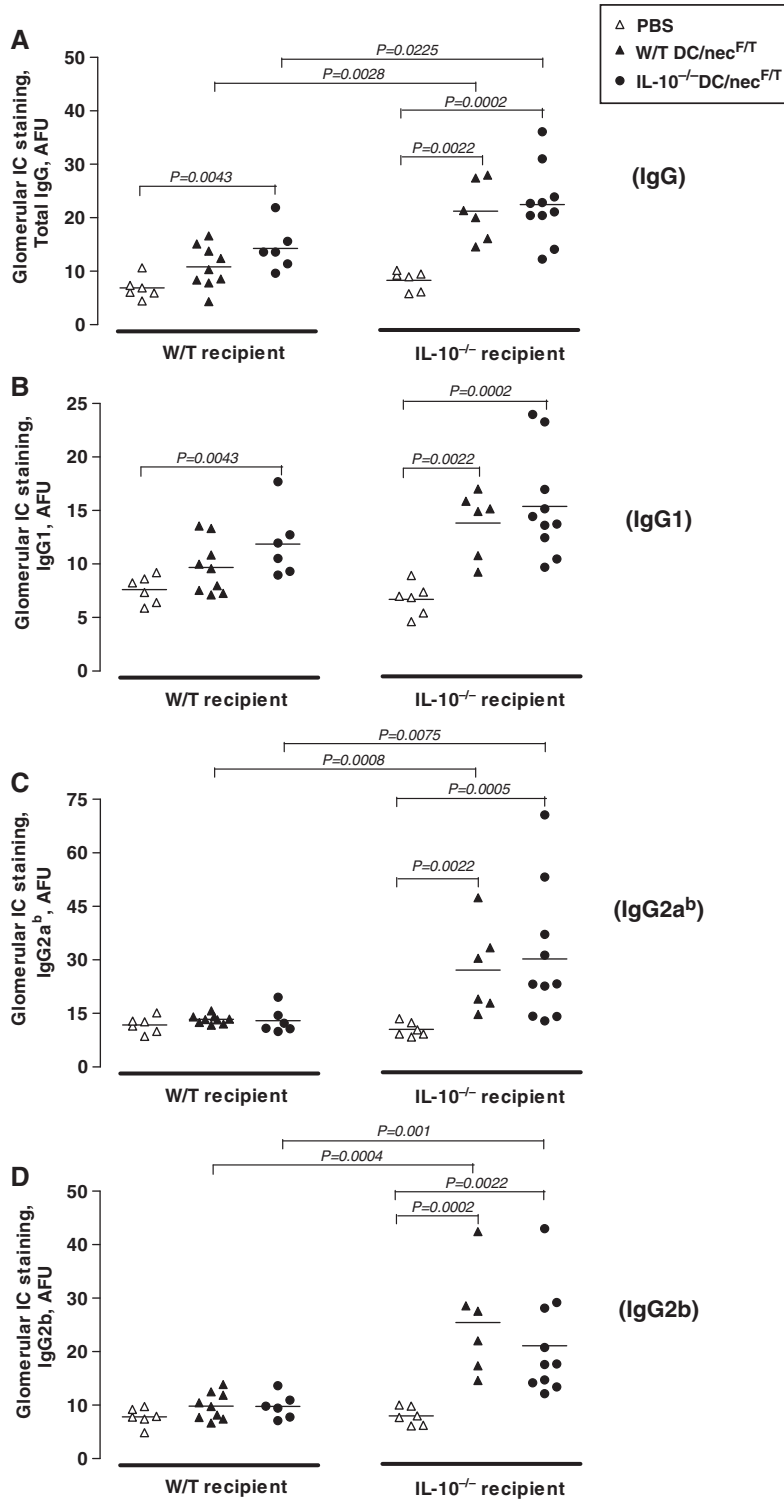 △ PBS
▲ W/T DC/nec^F/T
● IL-10^–/– DC/nec^F/T
A
Glomerular IC staining,
Total IgG, AFU
50
40
30
20
10
0
P=0.0225
P=0.0028
P=0.0002
P=0.0022
P=0.0043
(IgG)
W/T recipient
IL-10^–/– recipient
B
Glomerular IC staining,
IgG1, AFU
25
20
15
10
5
0
P=0.0002
P=0.0022
P=0.0043
(IgG1)
W/T recipient
IL-10^–/– recipient
C
Glomerular IC staining,
IgG2a^b, AFU
75
60
45
30
15
0
P=0.0075
P=0.0008
P=0.0005
P=0.0022
(IgG2a^b)
W/T recipient
IL-10^–/– recipient
D
Glomerular IC staining,
IgG2b, AFU
50
40
30
20
10
0
P=0.001
P=0.0004
P=0.0022
P=0.0002
(IgG2b)
W/T recipient
IL-10^–/– recipient